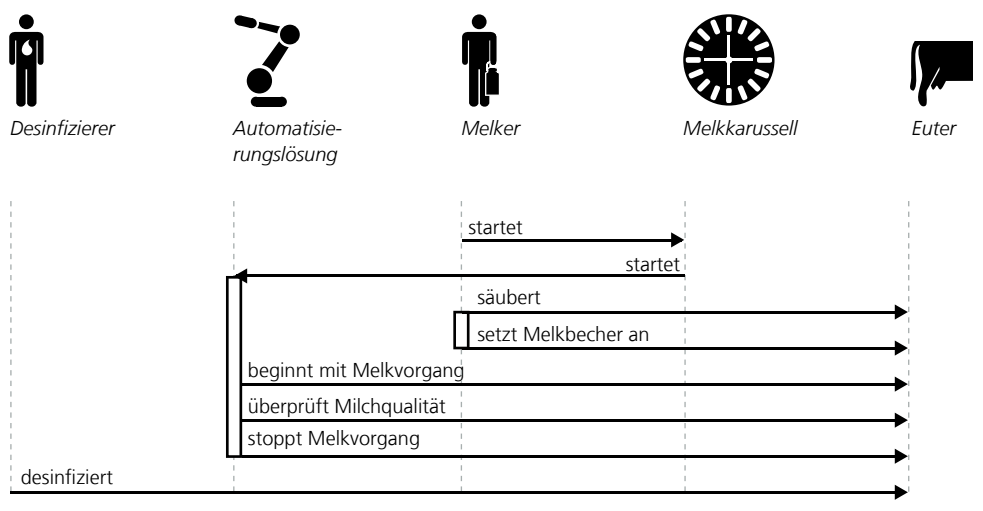 Desinfizierer
Automatisie-
rungslösung
Melker
Melkkarussell
Euter
startet
startet
säubert
setzt Melkbecher an
beginnt mit Melkvorgang
überprüft Milchqualität
stoppt Melkvorgang
desinfiziert